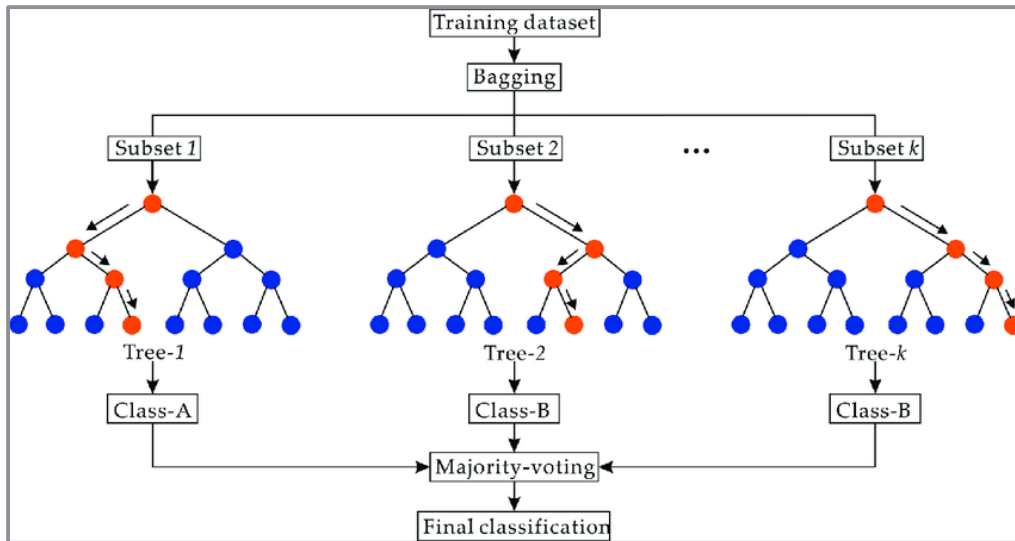 Training dataset
Bagging
Subset 1
Subset 2
...
Subset k
Tree-1
Tree-2
Tree-k
Class-A
Class-B
Class-B
Majority-voting
Final classification